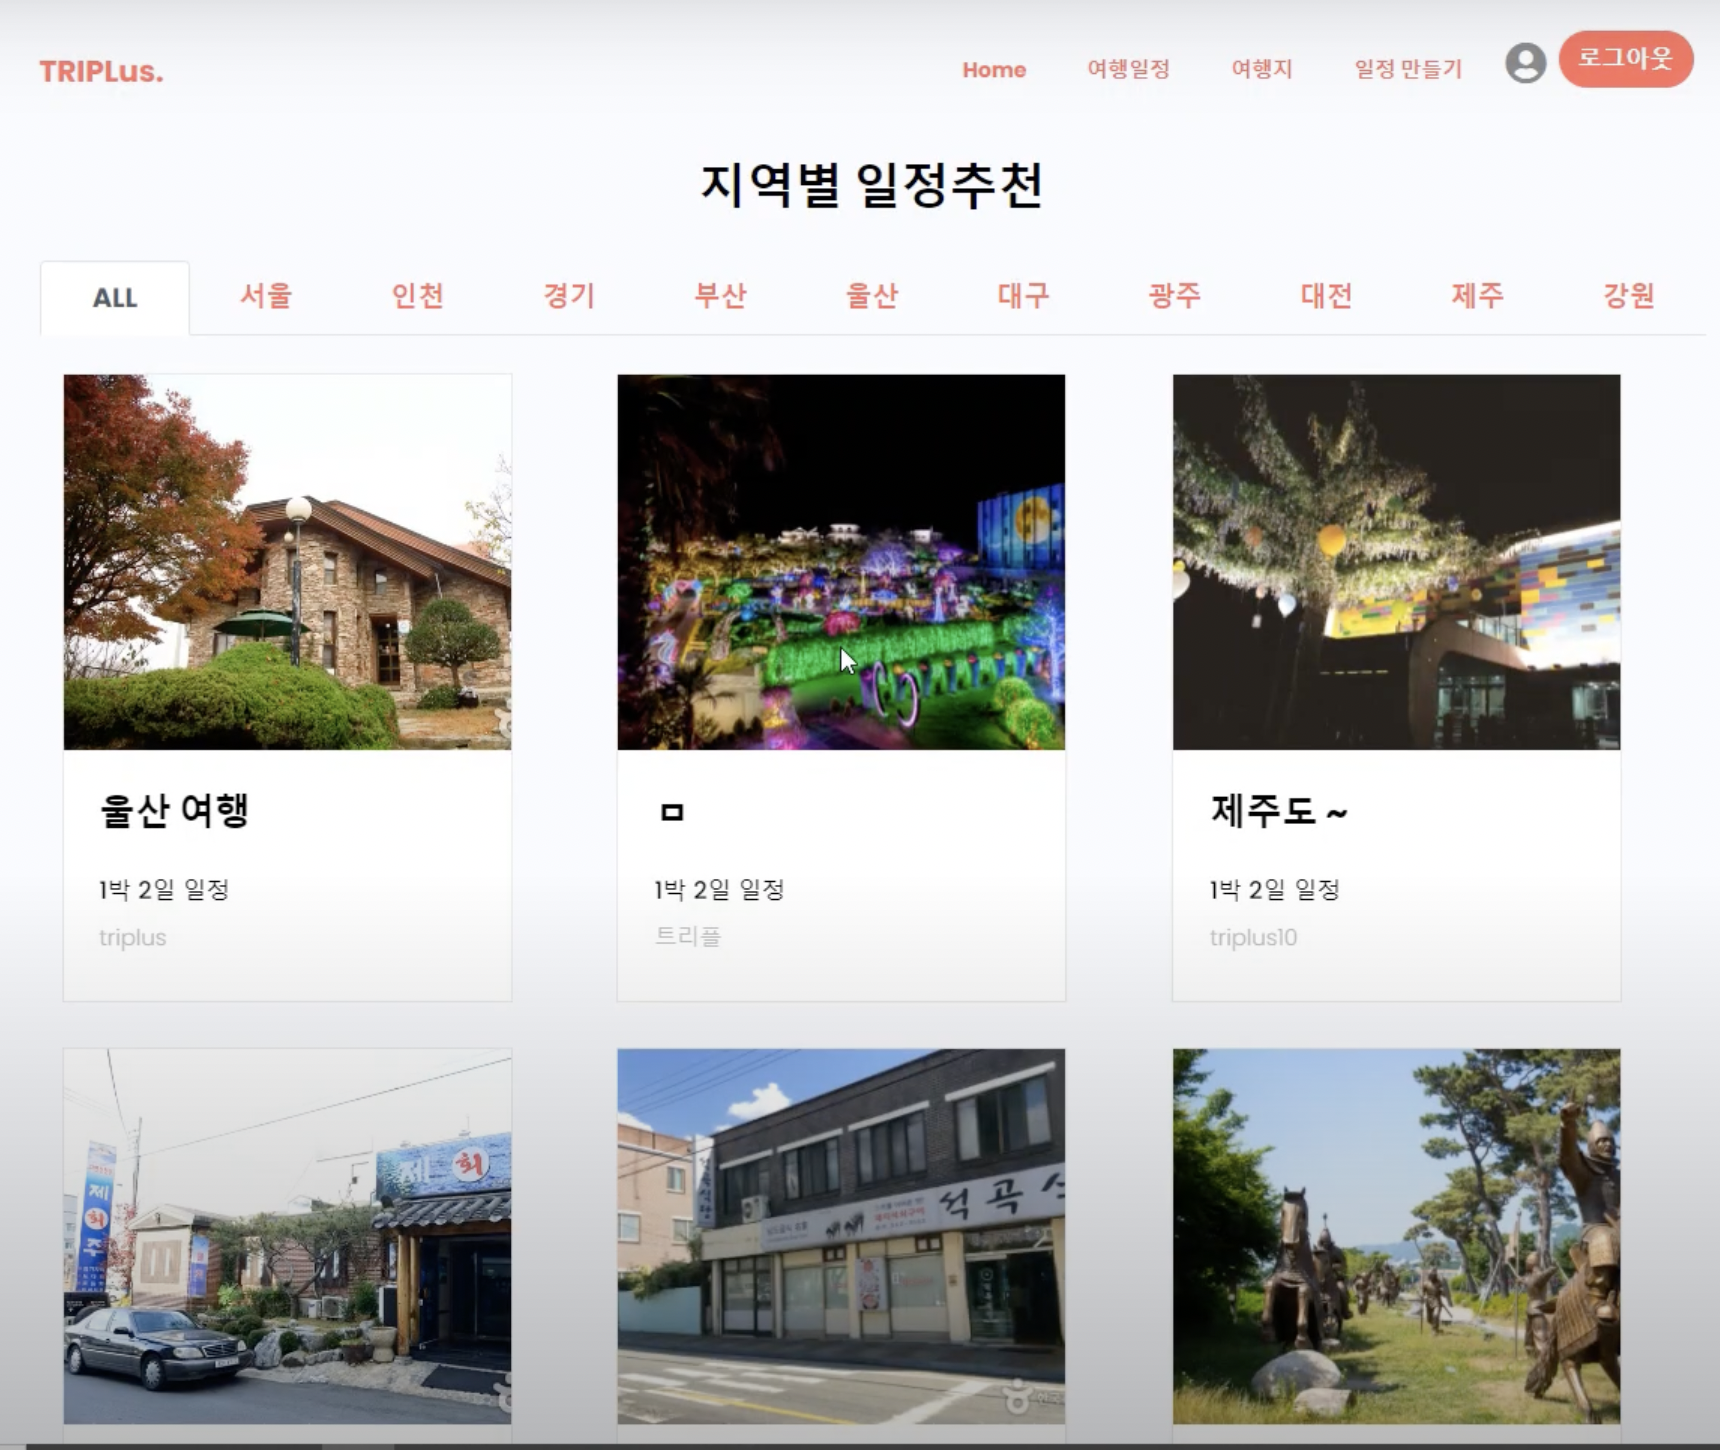 TRIPLus.
Home 여행일정 여행지 일정 만들기 로그아웃
지역별 일정추천
ALL 서울 인천 경기 부산 울산 대구 광주 대전 제주 강원
울산 여행
1박 2일 일정
triplus
ㅁ
1박 2일 일정
트리플
제주도 ~
1박 2일 일정
triplus10
제
회
주
회
석곡